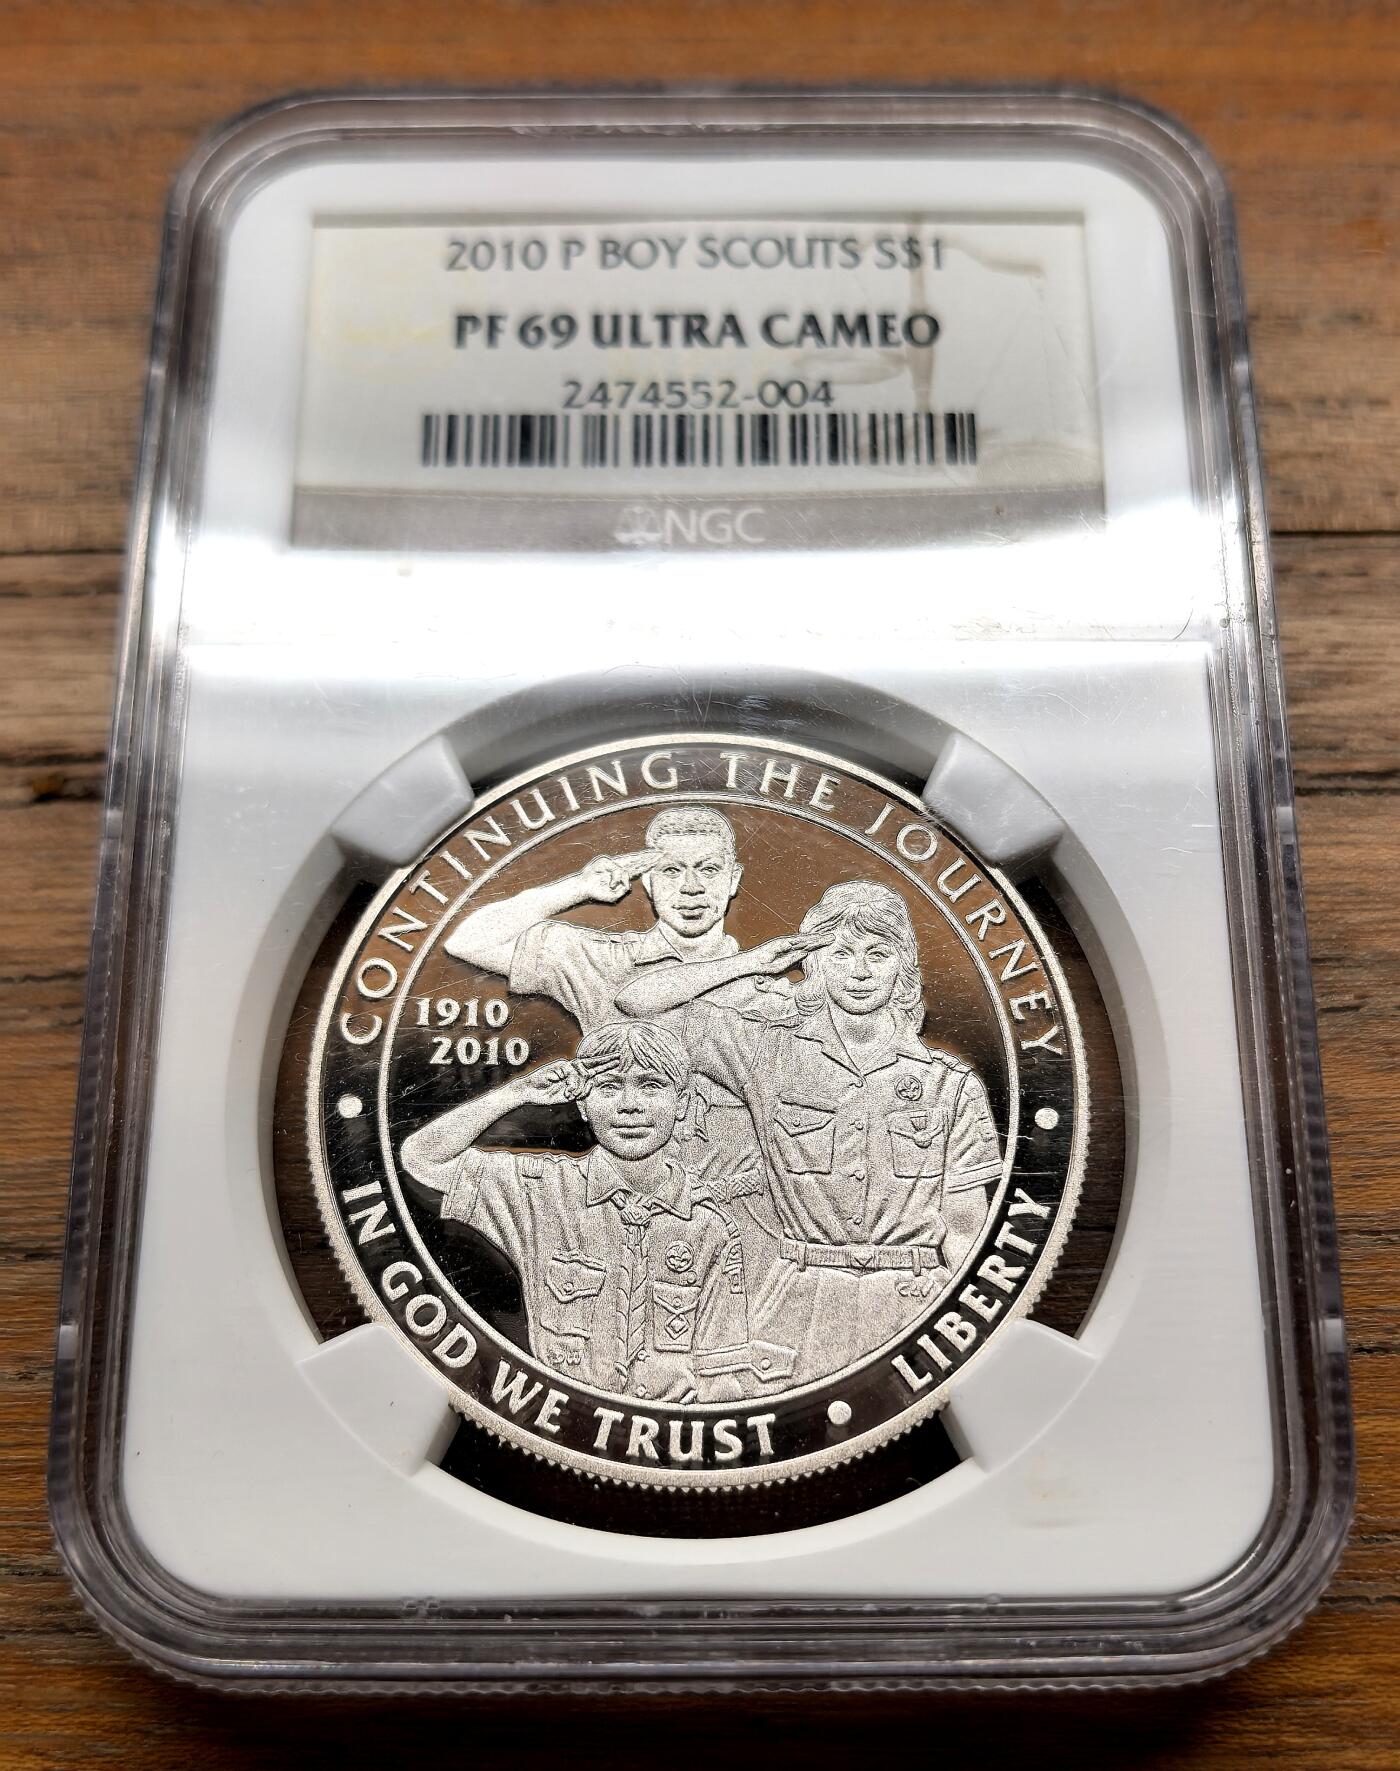 2010 P BOY SCOUTS S$1
PF 69 ULTRA CAMEO
2474552-004
NGC
CONTINUING THE JOURNEY
1910
2010
IN GOD WE TRUST • LIBERTY